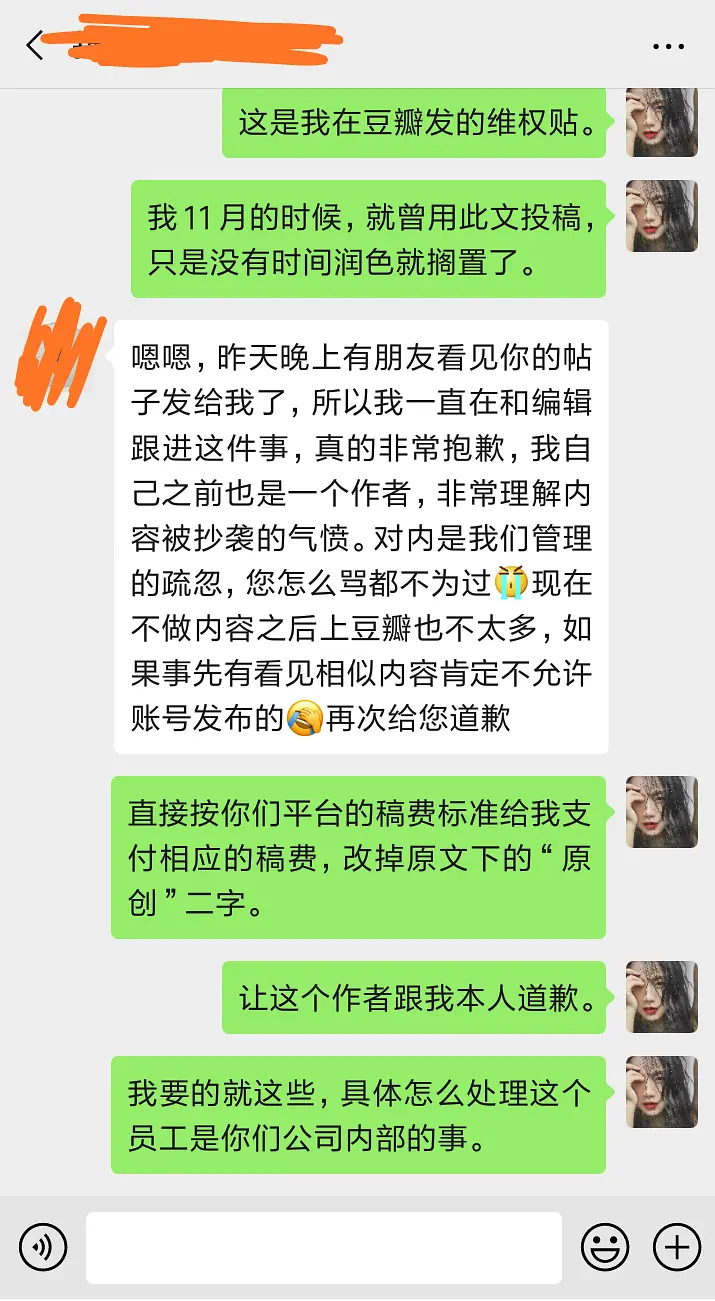 这是我在豆瓣发的维权贴。
我11月的时候，就曾用此文投稿，
只是没有时间润色就搁置了。
嗯嗯，昨天晚上有朋友看见你的帖
子发给我了，所以我一直在和编辑
跟进这件事，真的非常抱歉，我自
己之前也是一个作者，非常理解内
容被抄袭的气愤。对内是我们管理
的疏忽，您怎么骂都不为过😭现在
不做内容之后上豆瓣也不太多，如
果事先有看见相似内容肯定不允许
账号发布的🤦再次给您道歉
直接按你们平台的稿费标准给我支
付相应的稿费，改掉原文下的“原
创”二字。
让这个作者跟我本人道歉。
我要的就这些，具体怎么处理这个
员工是你们公司内部的事。